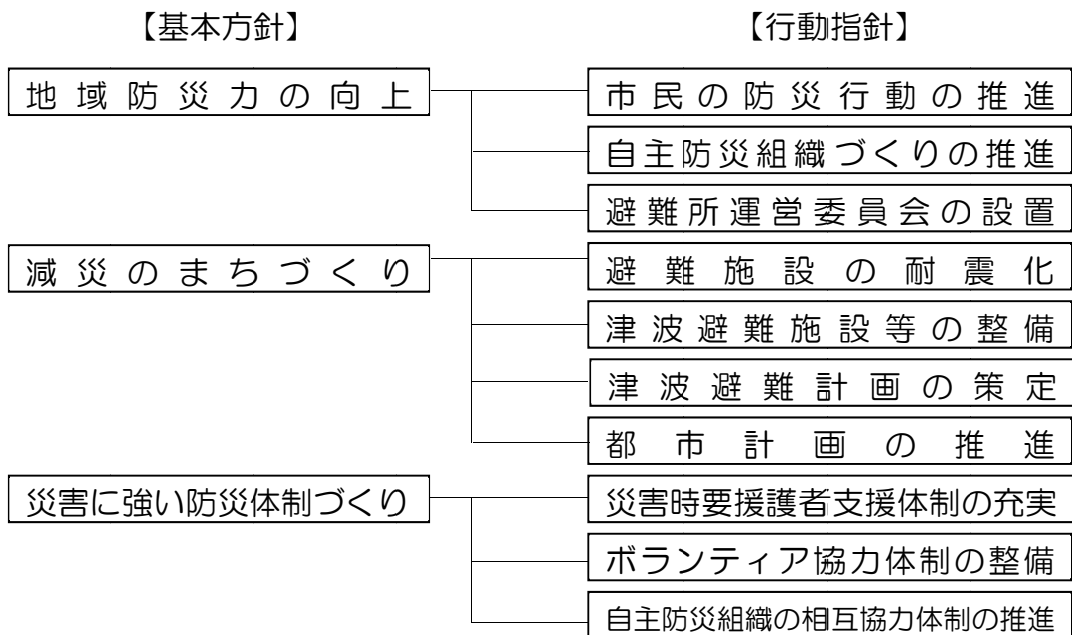 【基本方針】 【行動指針】
地域防災力の向上 市民の防災行動の推進
自主防災組織づくりの推進
避難所運営委員会の設置
減災のまちづくり 避難施設の耐震化
津波避難施設等の整備
津波避難計画の策定
都市計画の推進
災害に強い防災体制づくり 災害時要援護者支援体制の充実
ボランティア協力体制の整備
自主防災組織の相互協力体制の推進